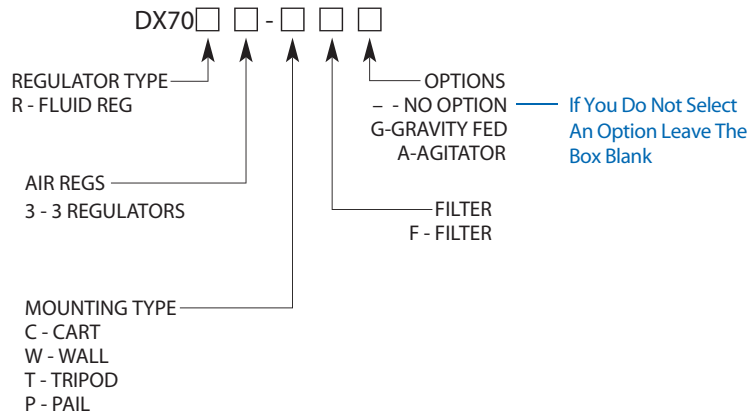 DX70 -
REGULATOR TYPE
R - FLUID REG
OPTIONS
– - NO OPTION
G-GRAVITY FED
A-AGITATOR
If You Do Not Select
An Option Leave The
Box Blank
AIR REGS
3 - 3 REGULATORS
FILTER
F - FILTER
MOUNTING TYPE
C - CART
W - WALL
T - TRIPOD
P - PAIL